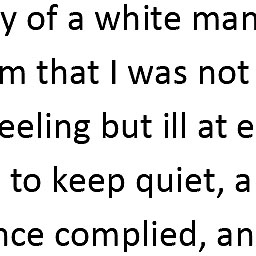 y of a white man
m that I was not
eeling but ill at e
to keep quiet, a
nce complied, an